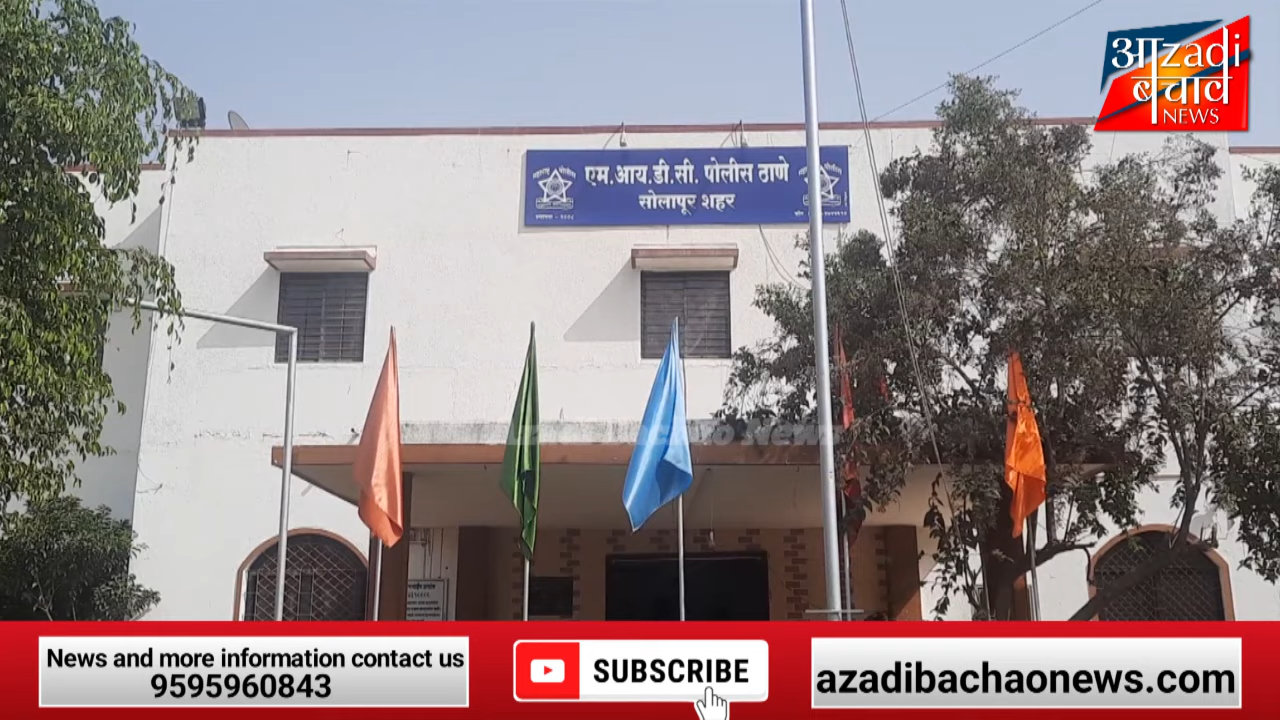 आzadi
बचाव
NEWS
एम.आय.डी.सी. पोलीस ठाणे
सोलापूर शहर
News and more information contact us
9595960843
SUBSCRIBE
azadibachaonews.com